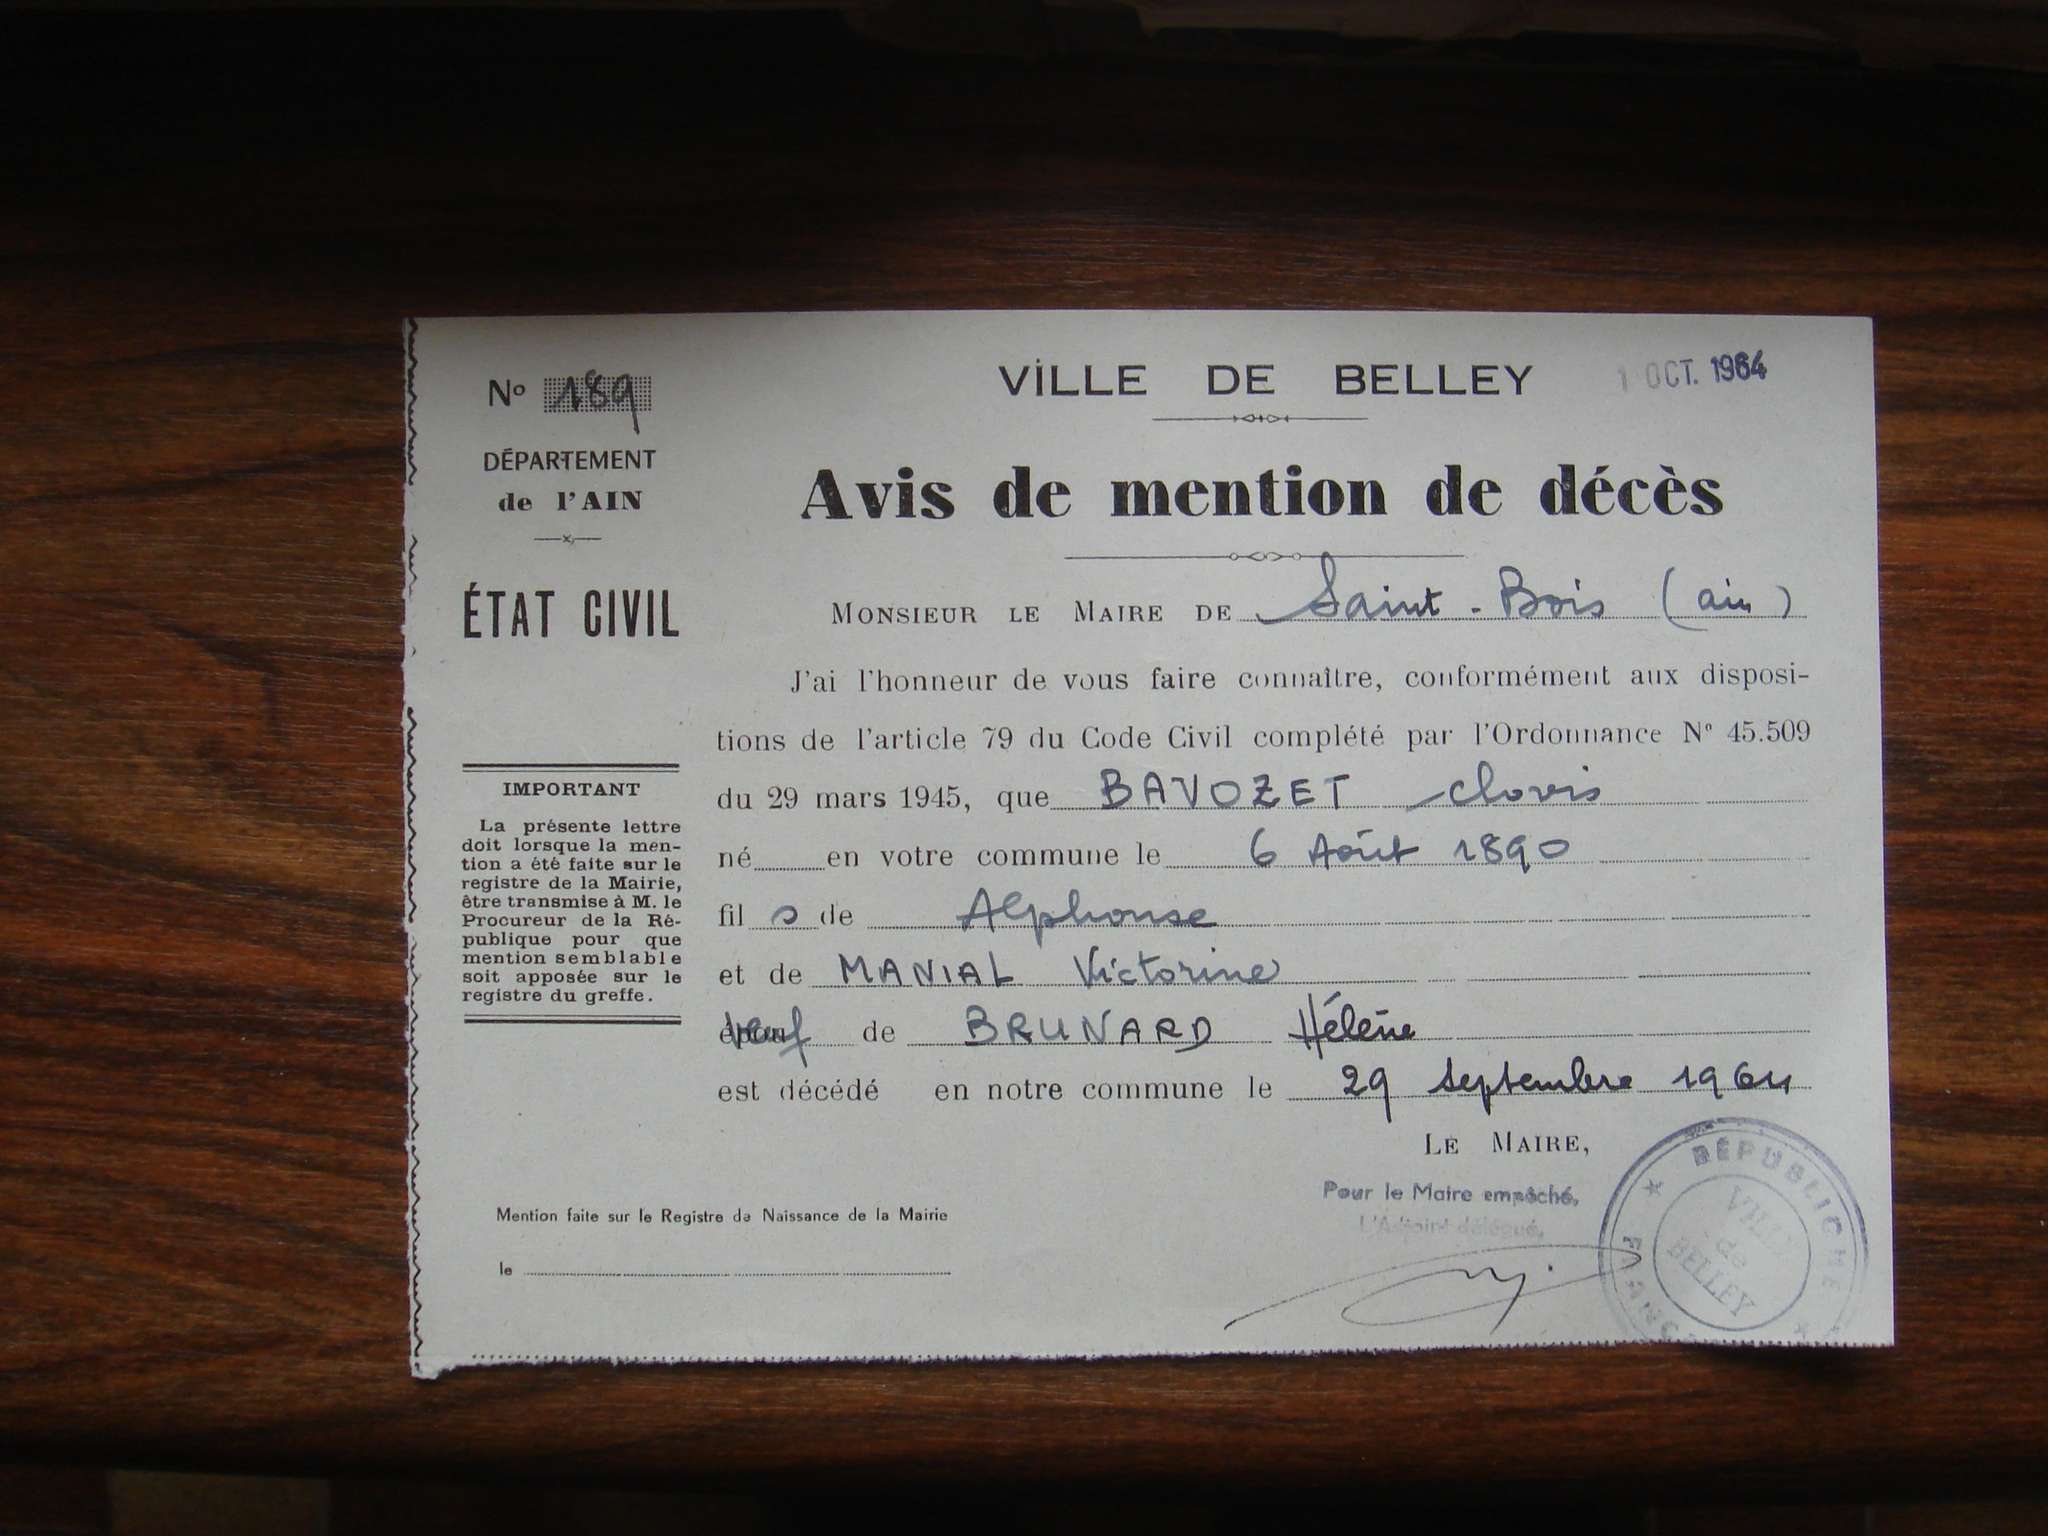 No 189
DÉPARTEMENT
de l'AIN
ÉTAT CIVIL
IMPORTANT
La présente lettre
doit lorsque la men-
tion a été faite sur le
registre de la Mairie,
être transmise à M. le
Procureur de la Ré-
publique pour que
mention semblable
soit apposée sur le
registre du greffe.
VILLE DE BELLEY
1 OCT. 1964
Avis de mention de décès
MONSIEUR LE MAIRE DE Saint-Bois (ain)
J'ai l'honneur de vous faire connaître, conformément aux disposi-
tions de l'article 79 du Code Civil complété par l'Ordonnance N° 45.509
du 29 mars 1945, que BAVOZET Clovis
né en votre commune le 6 Août 1890
fil s de Alphonse
et de MANIAL Victorine
veuf de BRUNARD Hélène
est décédé en notre commune le 29 septembre 1964
LE MAIRE,
Pour le Maire empêché,
L'Adjoint délégué,
Mention faite sur le Registre de Naissance de la Mairie
le
RÉPUBLIQUE FRANÇ
VILLE
de
BELLEY